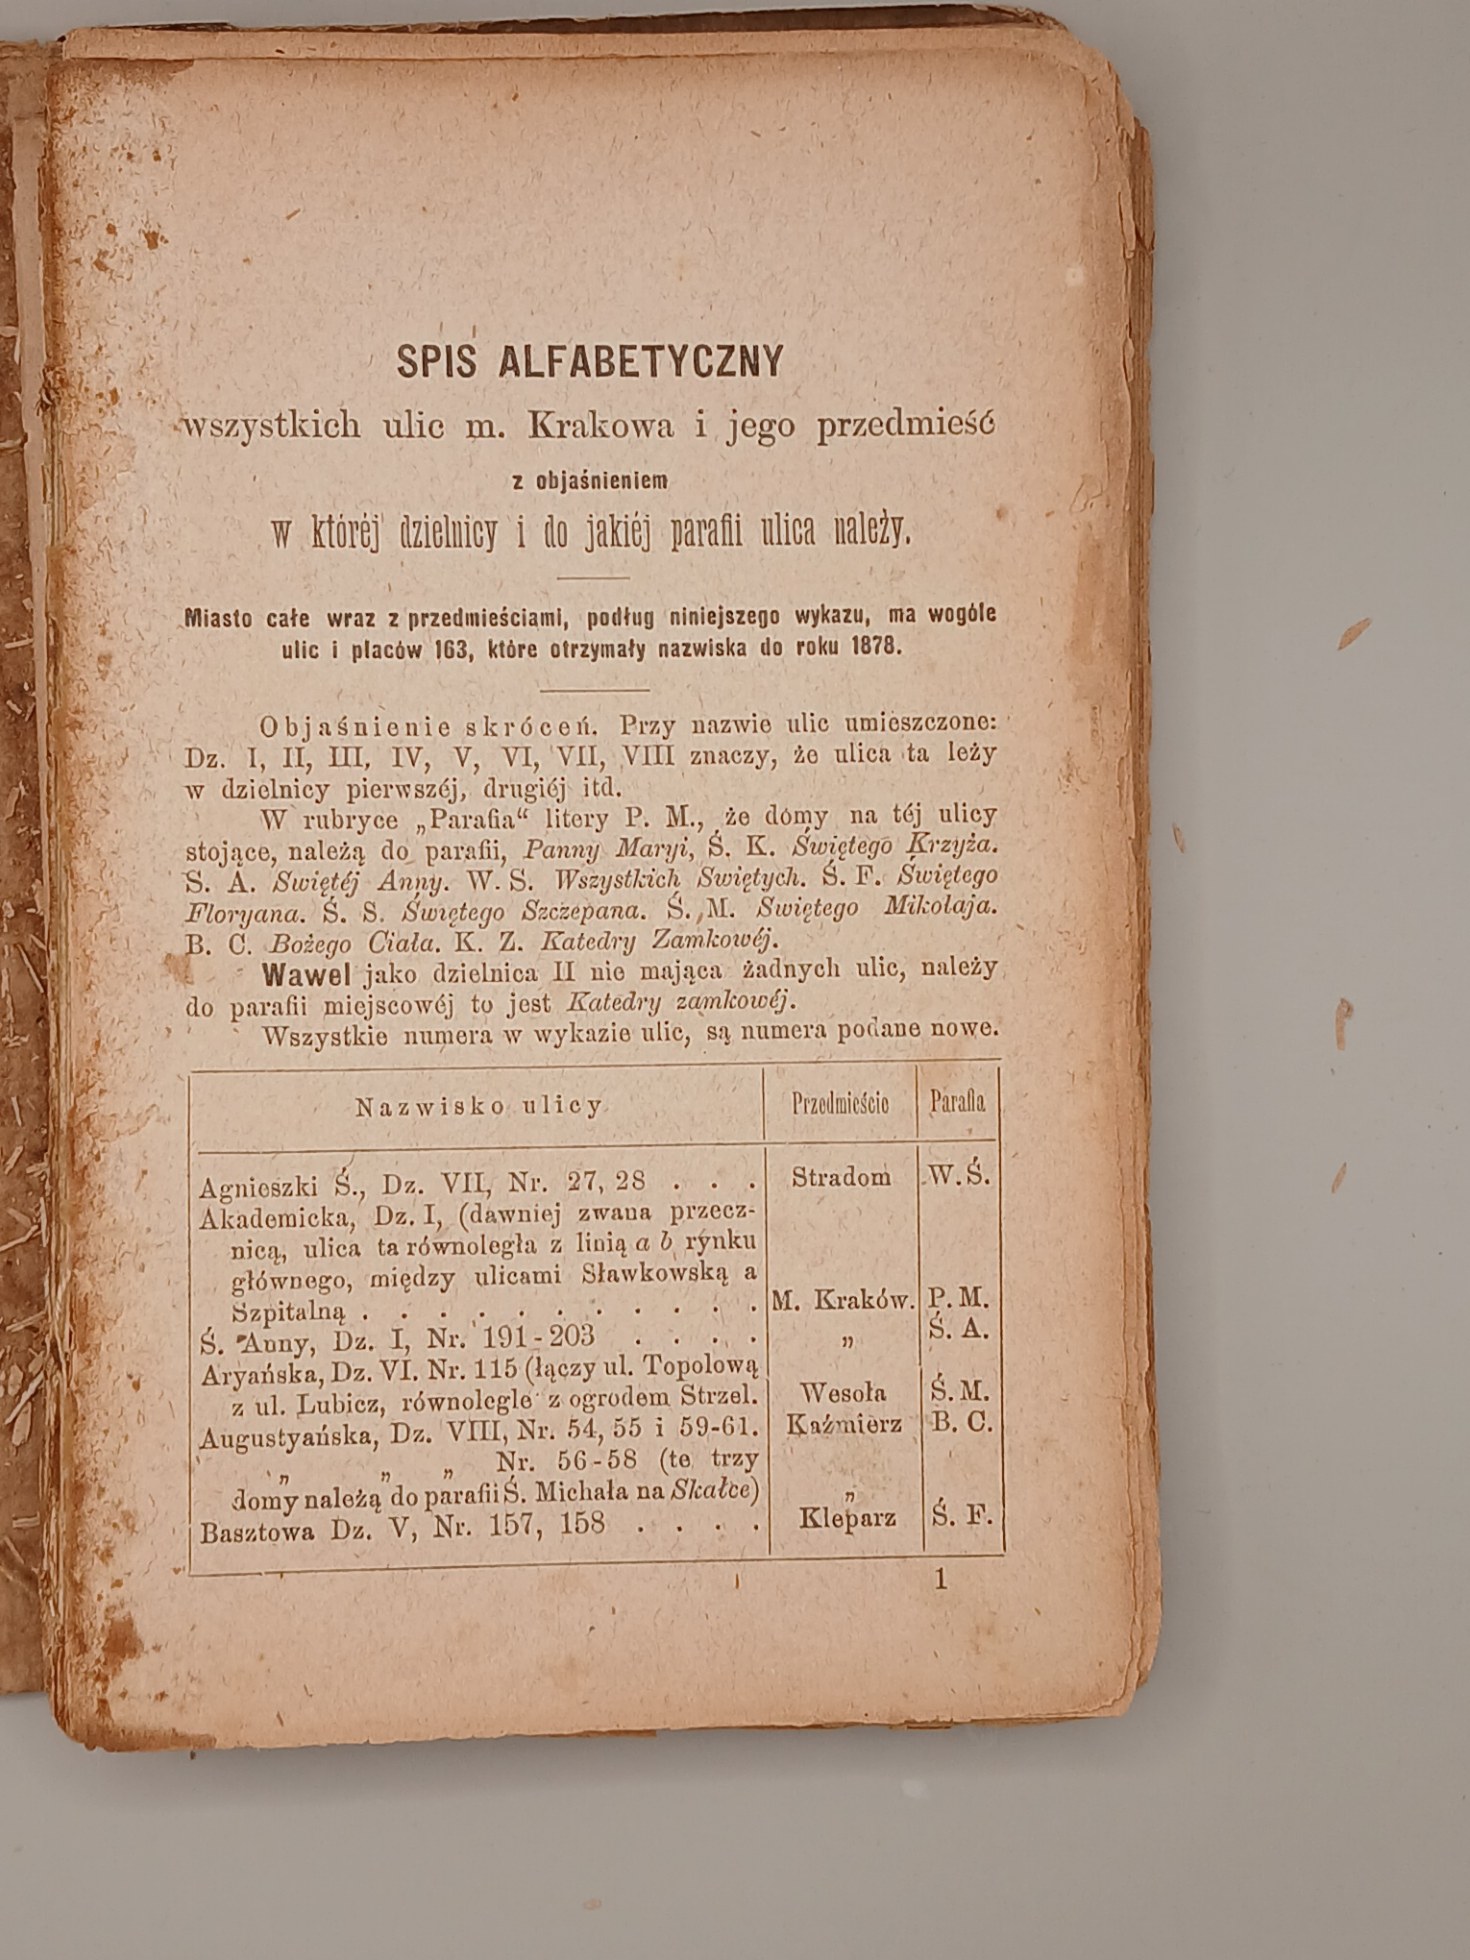 SPIS ALFABETYCZNY
wszystkich ulic m. Krakowa i jego przedmieść
z objaśnieniem
w któréj dzielnicy i do jakiéj parafii ulica należy.
Miasto całe wraz z przedmieściami, podług niniejszego wykazu, ma wogóle
ulic i placów 163, które otrzymały nazwiska do roku 1878.
Objaśnienie skróceń. Przy nazwie ulic umieszczone:
Dz. I, II, III, IV, V, VI, VII, VIII znaczy, że ulica ta leży
w dzielnicy pierwszéj, drugiéj itd.
W rubryce „Parafia“ litery P. M., że domy na téj ulicy
stojące, należą do parafii, Panny Maryi, Ś. K. Świętego Krzyża.
S. A. Swiętéj Anny. W. S. Wszystkich Swiętych. Ś. F. Świętego
Floryana. Ś. S. Świętego Szczepana. Ś. M. Swiętego Mikołaja.
B. C. Bożego Ciała. K. Z. Katedry Zamkowéj.
Wawel jako dzielnica II nie mająca żadnych ulic, należy
do parafii miejscowéj to jest Katedry zamkowéj.
Wszystkie numera w wykazie ulic, są numera podane nowe.
Nazwisko ulicy Przedmieście Parafia
Agnieszki Ś., Dz. VII, Nr. 27, 28 . . . Stradom W. Ś.
Akademicka, Dz. I, (dawniej zwana przecz-
nicą, ulica ta równoległa z linią a b rynku
głównego, między ulicami Sławkowską a
Szpitalną . . . . . . . . . . . M. Kraków. P. M.
Ś. Anny, Dz. I, Nr. 191-203 . . . . „ Ś. A.
Aryańska, Dz. VI. Nr. 115 (łączy ul. Topolową
z ul. Lubicz, równolegle z ogrodem Strzel. Wesoła Ś. M.
Augustyańska, Dz. VIII, Nr. 54, 55 i 59-61. Kaźmierz B. C.
„ „ „ Nr. 56-58 (te trzy
domy należą do parafii Ś. Michała na Skałce) „
Basztowa Dz. V, Nr. 157, 158 . . . . Kleparz Ś. F.
1